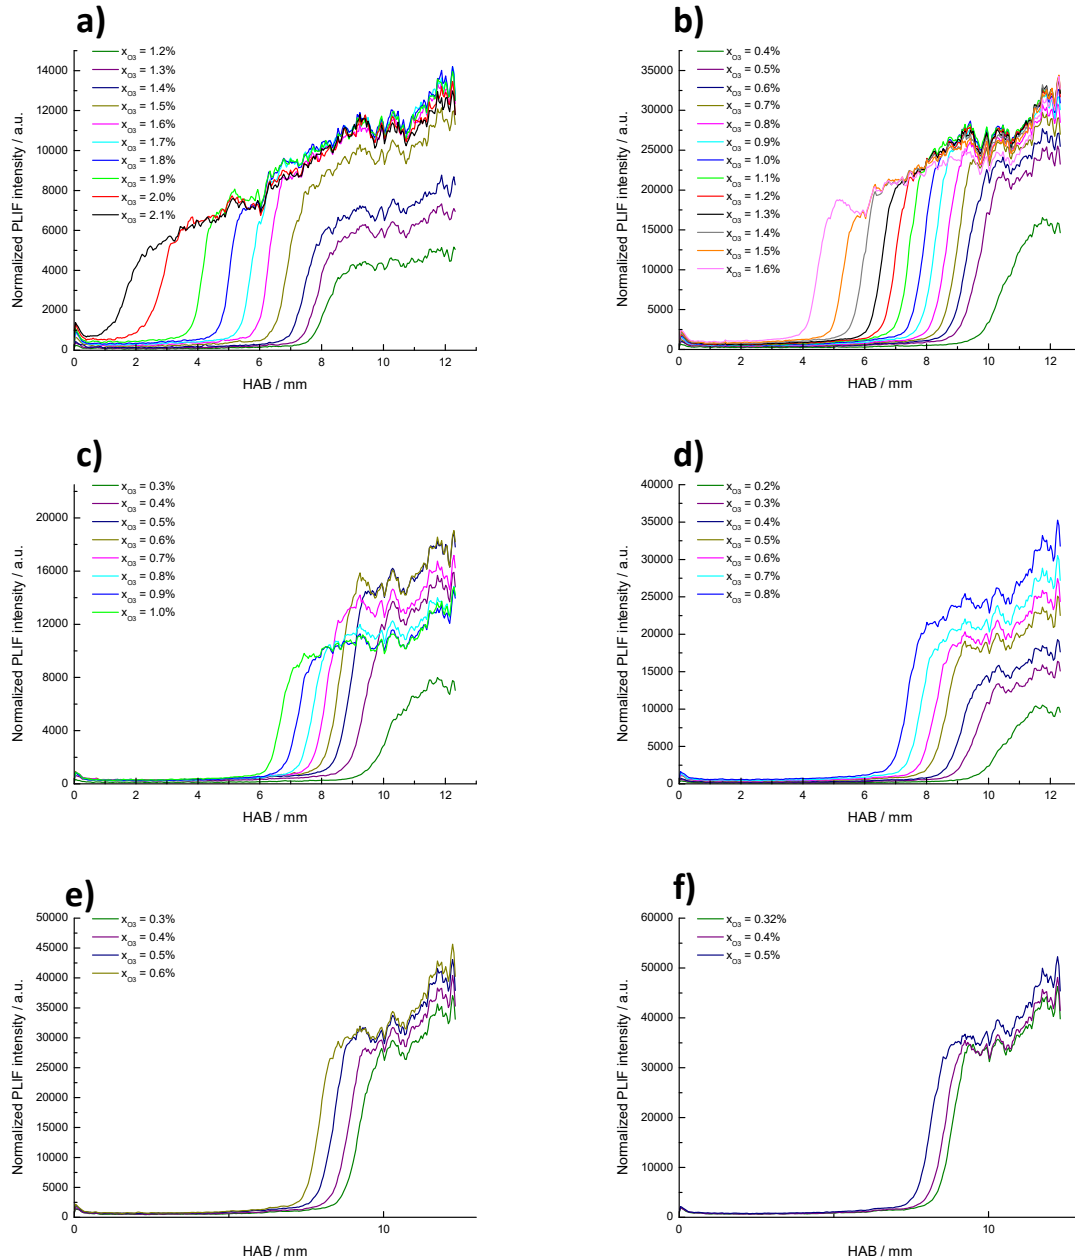 a)
x_O3 = 1.2%
x_O3 = 1.3%
x_O3 = 1.4%
x_O3 = 1.5%
x_O3 = 1.6%
x_O3 = 1.7%
x_O3 = 1.8%
x_O3 = 1.9%
x_O3 = 2.0%
x_O3 = 2.1%
14000
12000
10000
8000
6000
4000
2000
0
0 2 4 6 8 10 12
Normalized PLIF intensity / a.u.
HAB / mm
b)
x_O3 = 0.4%
x_O3 = 0.5%
x_O3 = 0.6%
x_O3 = 0.7%
x_O3 = 0.8%
x_O3 = 0.9%
x_O3 = 1.0%
x_O3 = 1.1%
x_O3 = 1.2%
x_O3 = 1.3%
x_O3 = 1.4%
x_O3 = 1.5%
x_O3 = 1.6%
35000
30000
25000
20000
15000
10000
5000
0
0 2 4 6 8 10 12
Normalized PLIF intensity / a.u.
HAB / mm
c)
x_O3 = 0.3%
x_O3 = 0.4%
x_O3 = 0.5%
x_O3 = 0.6%
x_O3 = 0.7%
x_O3 = 0.8%
x_O3 = 0.9%
x_O3 = 1.0%
20000
16000
12000
8000
4000
0
0 2 4 6 8 10 12
Normalized PLIF intensity / a.u.
HAB / mm
d)
x_O3 = 0.2%
x_O3 = 0.3%
x_O3 = 0.4%
x_O3 = 0.5%
x_O3 = 0.6%
x_O3 = 0.7%
x_O3 = 0.8%
40000
35000
30000
25000
20000
15000
10000
5000
0
0 2 4 6 8 10 12
Normalized PLIF intensity / a.u.
HAB / mm
e)
x_O3 = 0.3%
x_O3 = 0.4%
x_O3 = 0.5%
x_O3 = 0.6%
50000
45000
40000
35000
30000
25000
20000
15000
10000
5000
0
0 10
Normalized PLIF intensity / a.u.
HAB / mm
f)
x_O3 = 0.32%
x_O3 = 0.4%
x_O3 = 0.5%
60000
50000
40000
30000
20000
10000
0
0 10
Normalized PLIF intensity / a.u.
HAB / mm